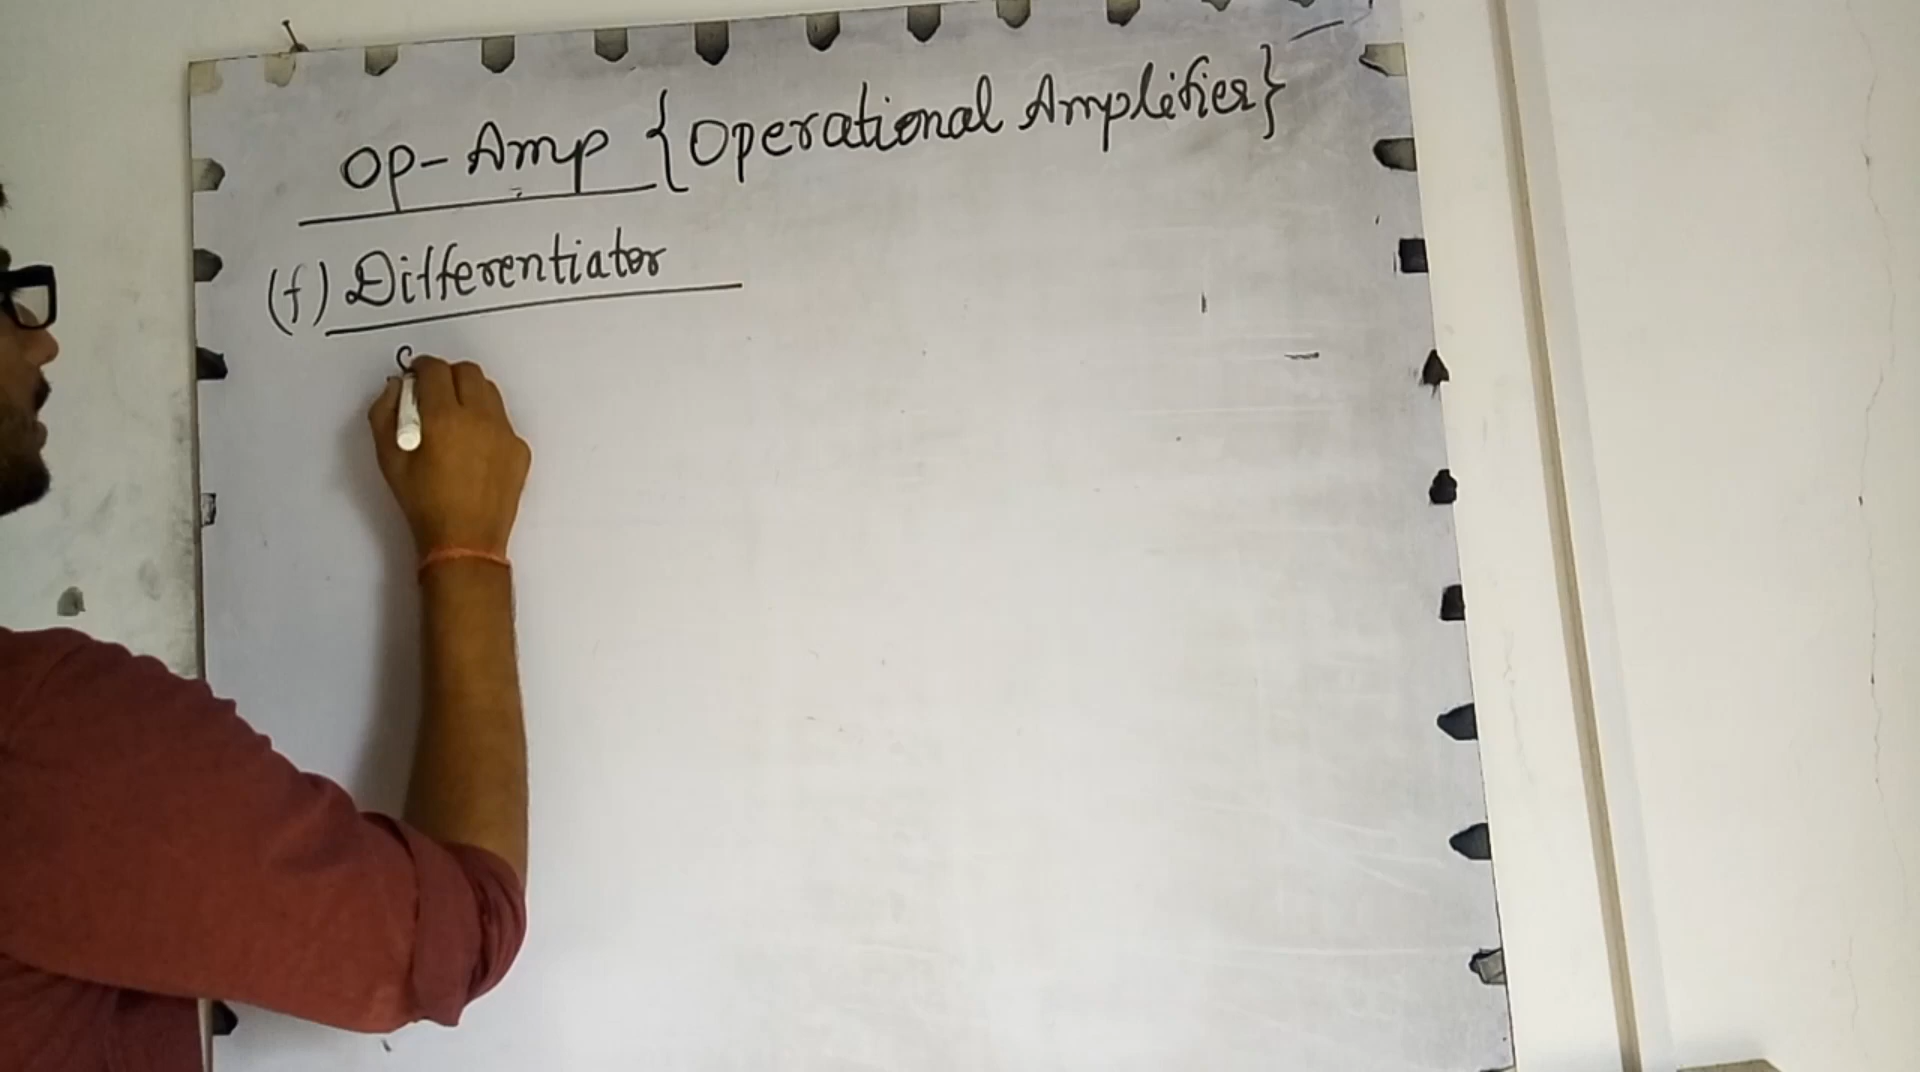 Op-Amp {Operational Amplifier}
(f) Differentiator